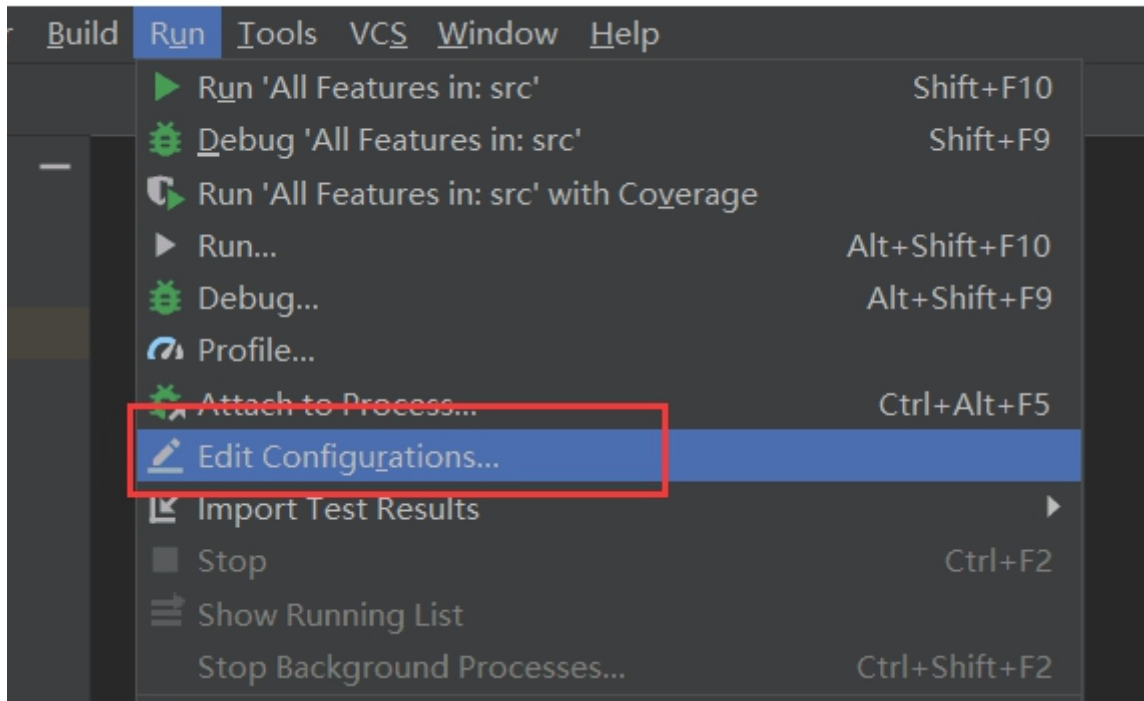 Build Run Tools VCS Window Help
Run 'All Features in: src' Shift+F10
Debug 'All Features in: src' Shift+F9
Run 'All Features in: src' with Coverage
Run... Alt+Shift+F10
Debug... Alt+Shift+F9
Profile...
Attach to Process... Ctrl+Alt+F5
Edit Configurations...
Import Test Results
Stop Ctrl+F2
Show Running List
Stop Background Processes... Ctrl+Shift+F2